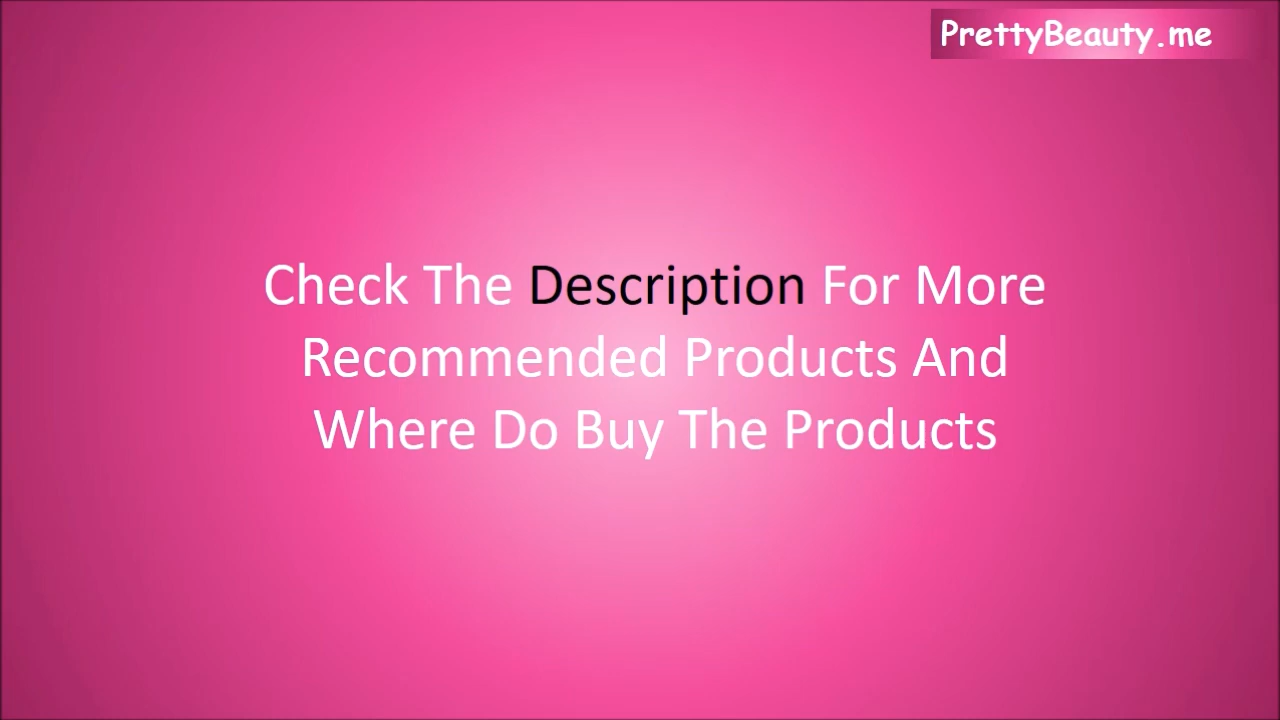 PrettyBeauty.me
Check The Description For More
Recommended Products And
Where Do Buy The Products